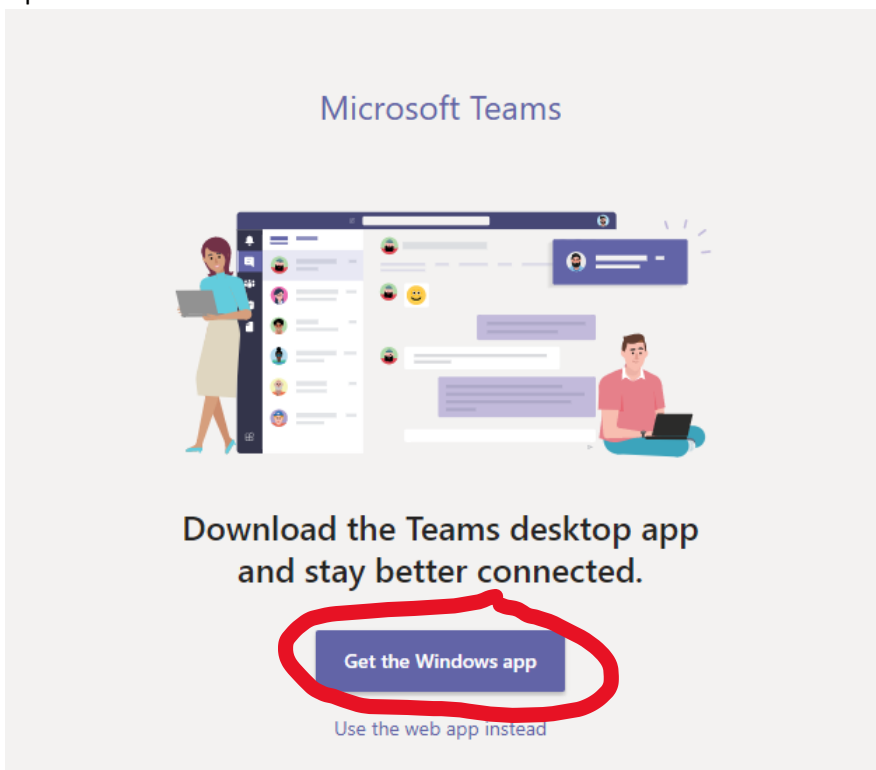 Microsoft Teams
Download the Teams desktop app
and stay better connected.
Get the Windows app
Use the web app instead